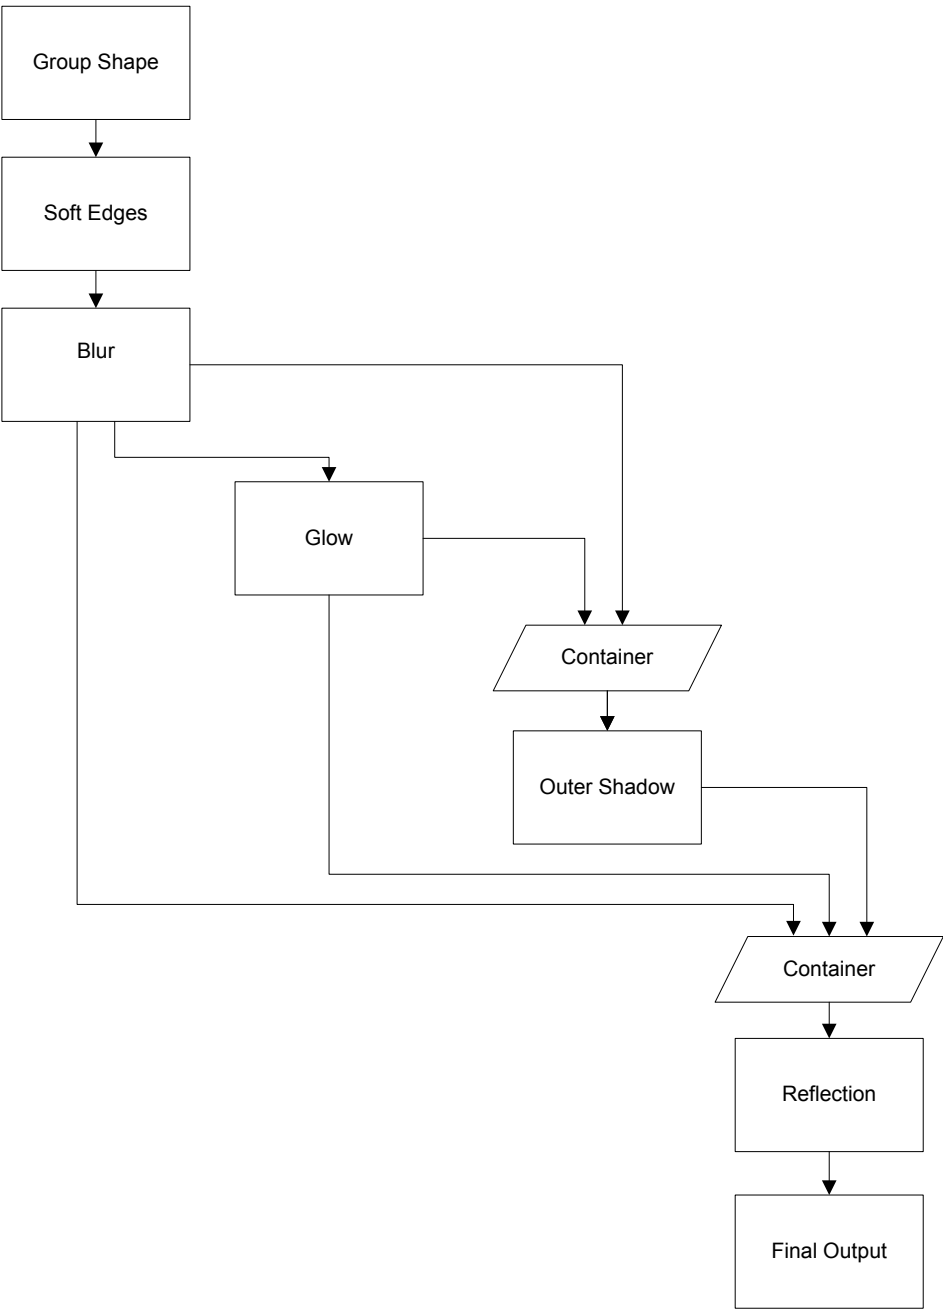 Group Shape
Soft Edges
Blur
Glow
Container
Outer Shadow
Container
Reflection
Final Output